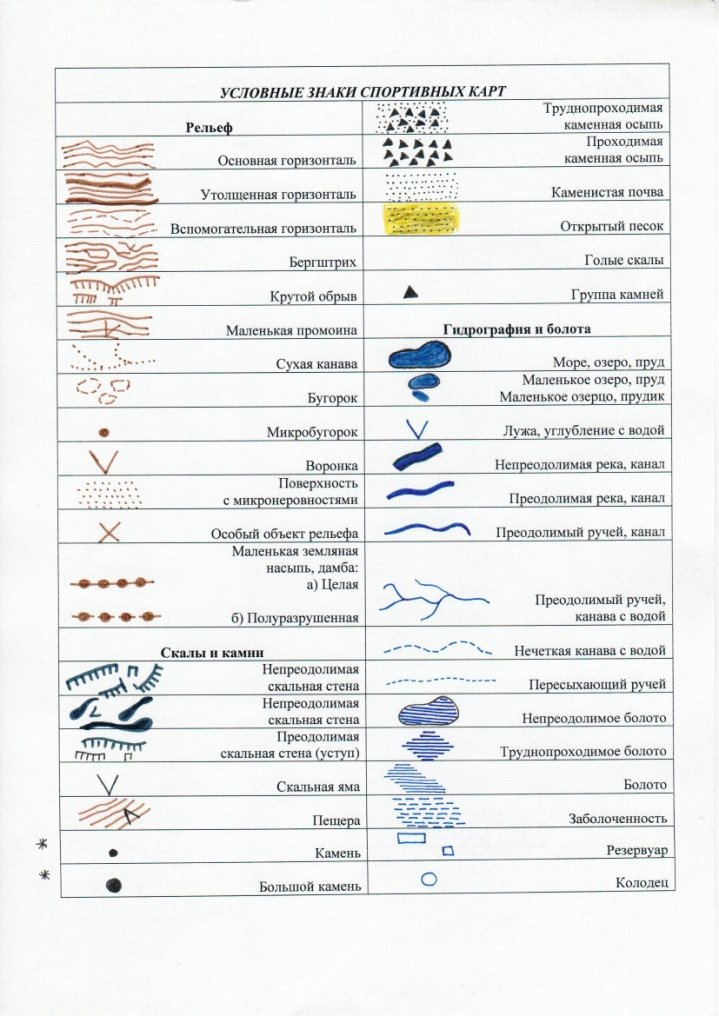 УСЛОВНЫЕ ЗНАКИ СПОРТИВНЫХ КАРТ
Рельеф
Основная горизонталь
Утолщенная горизонталь
Вспомогательная горизонталь
Бергштрих
Крутой обрыв
Маленькая промоина
Сухая канава
Бугорок
Микробугорок
Воронка
Поверхность
с микронеровностями
Особый объект рельефа
Маленькая земляная
насыпь, дамба:
а) Целая
б) Полуразрушенная
Скалы и камни
Непреодолимая
скальная стена
Непреодолимая
скальная стена
Преодолимая
скальная стена (уступ)
Скальная яма
Пещера
Камень
Большой камень
Труднопроходимая
каменная осыпь
Проходимая
каменная осыпь
Каменистая почва
Открытый песок
Голые скалы
Группа камней
Гидрография и болота
Море, озеро, пруд
Маленькое озеро, пруд
Маленькое озерцо, прудик
Лужа, углубление с водой
Непреодолимая река, канал
Преодолимая река, канал
Преодолимый ручей, канал
Преодолимый ручей,
канава с водой
Нечеткая канава с водой
Пересыхающий ручей
Непреодолимое болото
Труднопроходимое болото
Болото
Заболоченность
Резервуар
Колодец